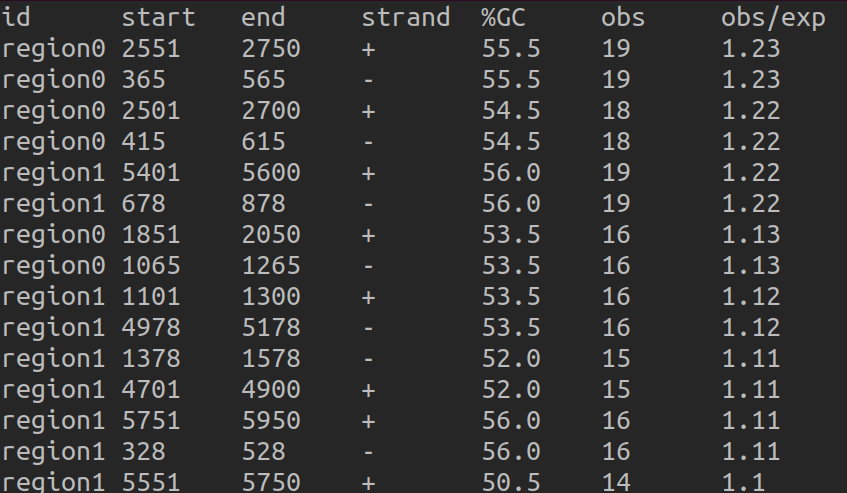 id start end strand %GC obs obs/exp
region0 2551 2750 + 55.5 19 1.23
region0 365 565 - 55.5 19 1.23
region0 2501 2700 + 54.5 18 1.22
region0 415 615 - 54.5 18 1.22
region1 5401 5600 + 56.0 19 1.22
region1 678 878 - 56.0 19 1.22
region0 1851 2050 + 53.5 16 1.13
region0 1065 1265 - 53.5 16 1.13
region1 1101 1300 + 53.5 16 1.12
region1 4978 5178 - 53.5 16 1.12
region1 1378 1578 - 52.0 15 1.11
region1 4701 4900 + 52.0 15 1.11
region1 5751 5950 + 56.0 16 1.11
region1 328 528 - 56.0 16 1.11
region1 5551 5750 + 50.5 14 1.1